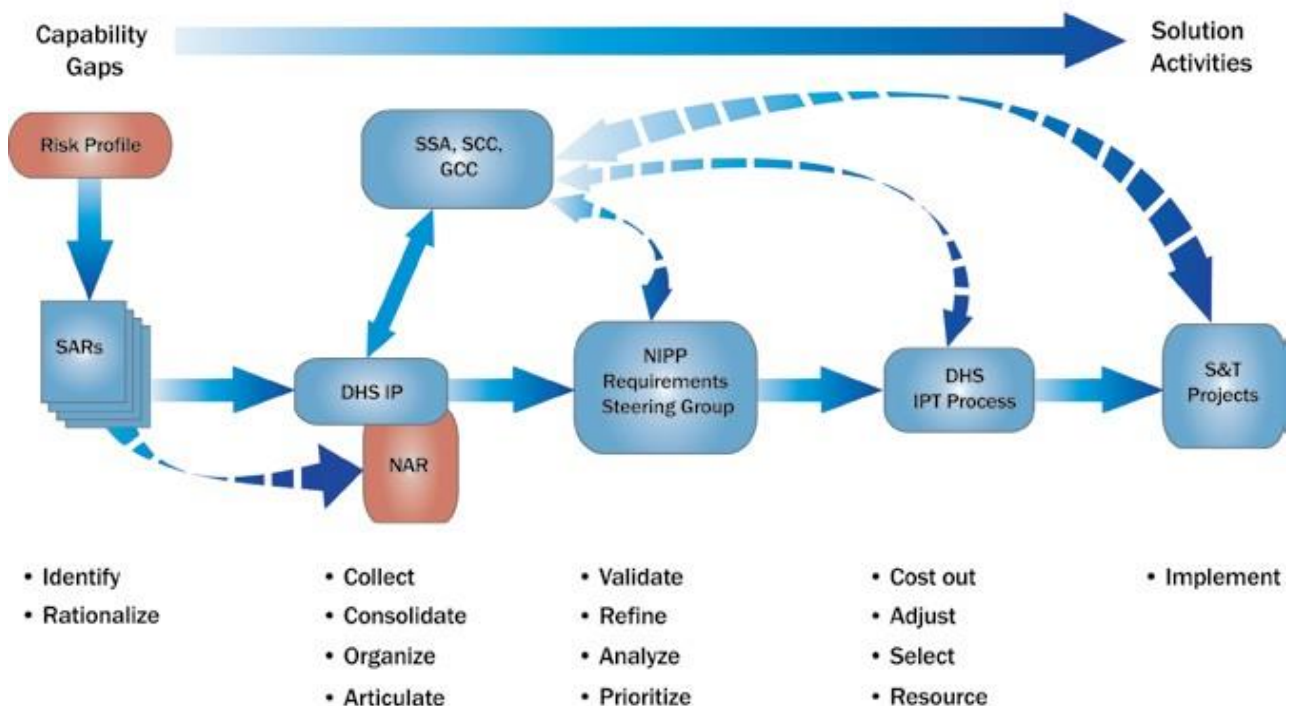 Capability
Gaps
Solution
Activities
Risk Profile
SSA, SCC,
GCC
SARs
DHS IP
NAR
NIPP
Requirements
Steering Group
DHS
IPT Process
S&T
Projects
• Identify
• Rationalize
• Collect
• Consolidate
• Organize
• Articulate
• Validate
• Refine
• Analyze
• Prioritize
• Cost out
• Adjust
• Select
• Resource
• Implement